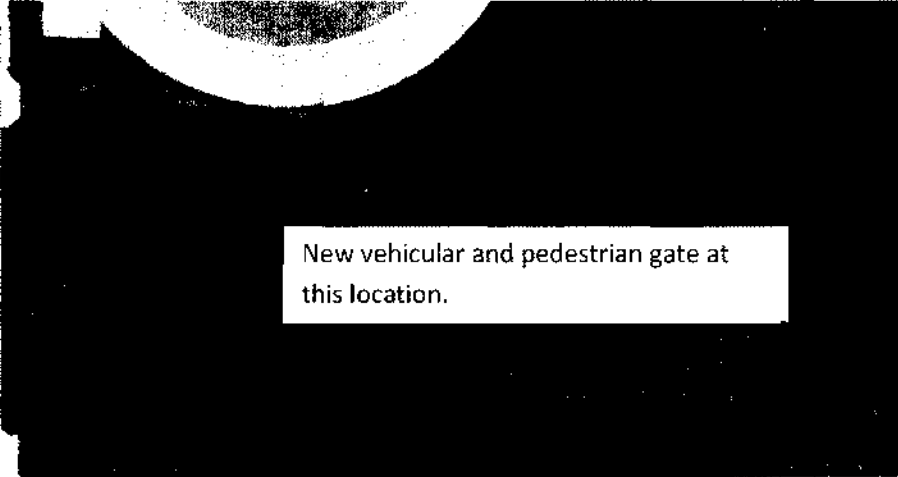 New vehicular and pedestrian gate at
this location.